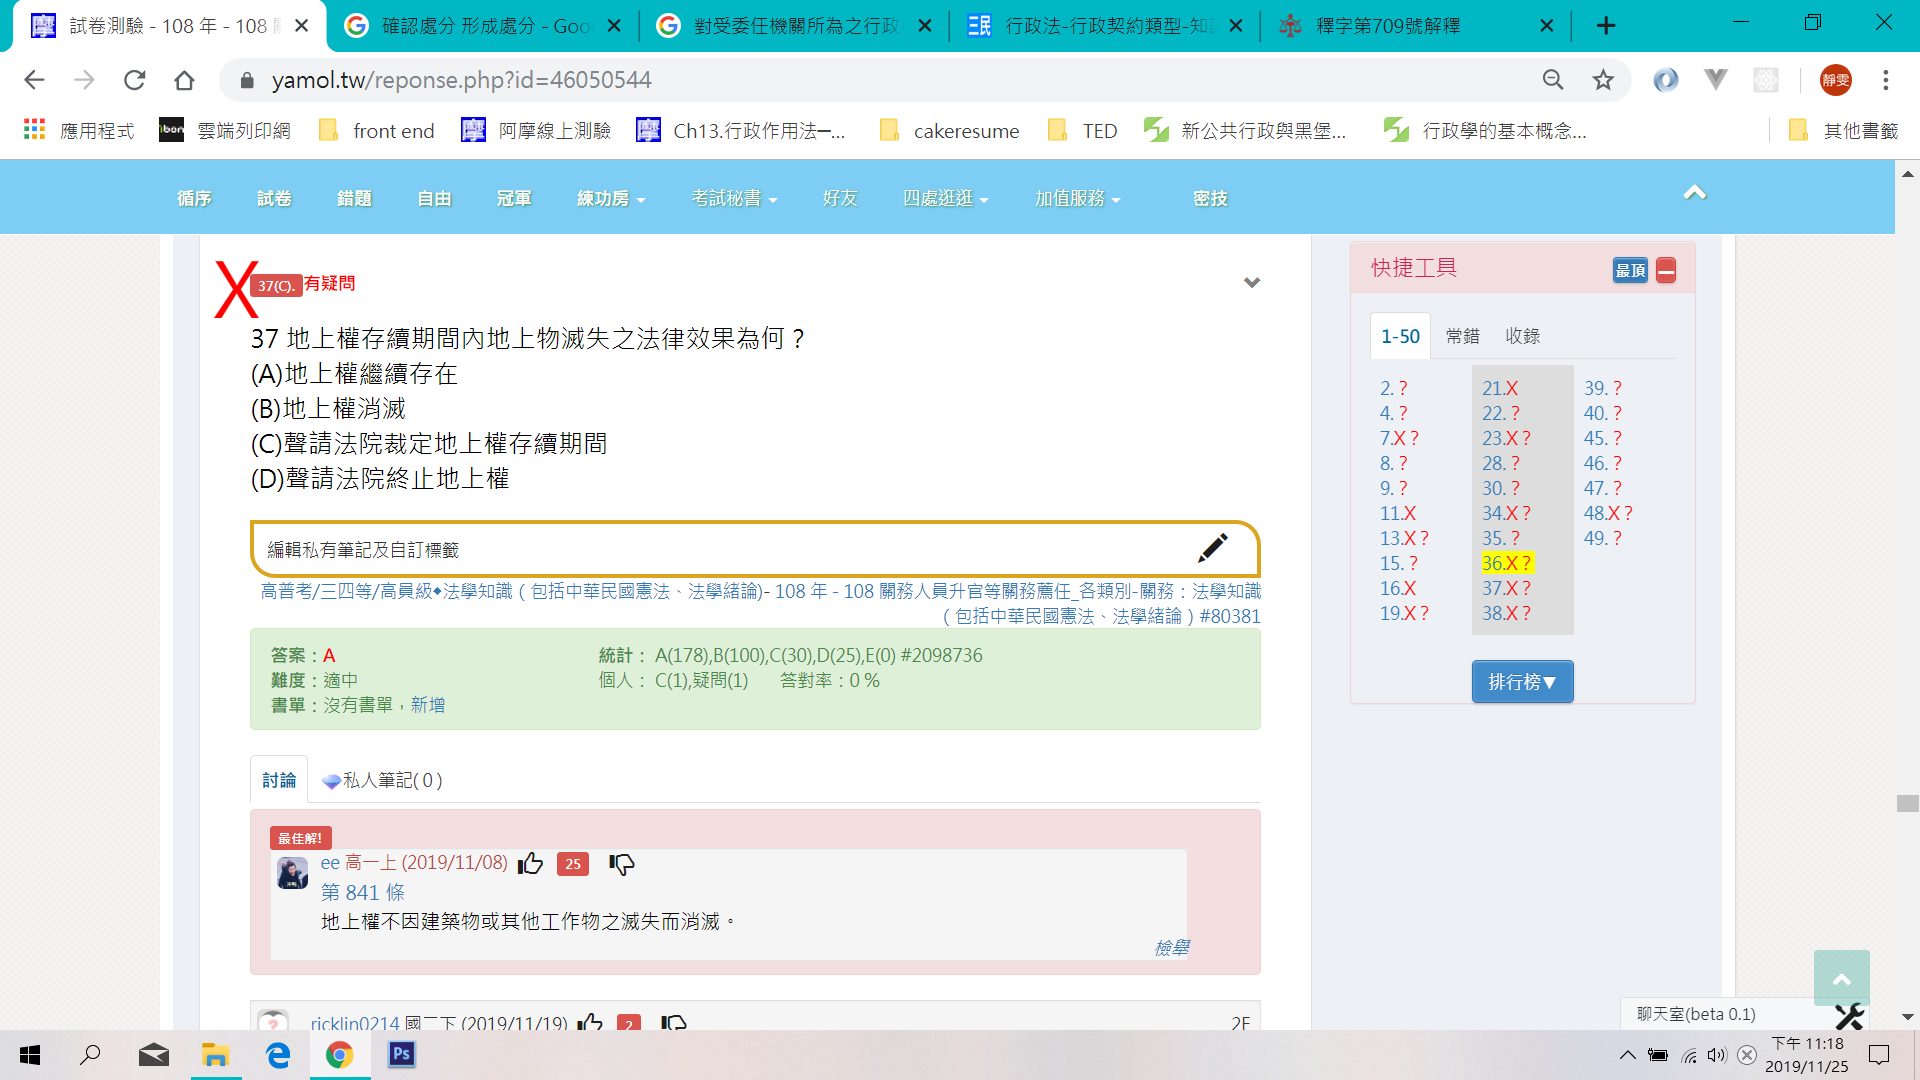 試卷測驗 - 108 年 - 108
確認處分 形成處分 - Goo
對受委任機關所為之行政
行政法-行政契約類型-知
釋字第709號解釋
yamol.tw/reponse.php?id=46050544
靜雯
應用程式
ibon
雲端列印網
front end
阿摩線上測驗
Ch13.行政作用法─...
cakeresume
TED
新公共行政與黑堡...
行政學的基本概念...
其他書籤
循序
試卷
錯題
自由
冠軍
練功房
考試秘書
好友
四處逛逛
加值服務
密技
X
37(C).
有疑問
37 地上權存續期間內地上物滅失之法律效果為何？
(A)地上權繼續存在
(B)地上權消滅
(C)聲請法院裁定地上權存續期間
(D)聲請法院終止地上權
編輯私有筆記及自訂標籤
高普考/三四等/高員級◆法學知識（包括中華民國憲法、法學緒論)- 108 年 - 108 關務人員升官等關務薦任_各類別-關務：法學知識
（包括中華民國憲法、法學緒論）#80381
答案：A
難度：適中
書單：沒有書單，新增
統計： A(178),B(100),C(30),D(25),E(0) #2098736
個人： C(1),疑問(1) 答對率：0 %
討論
私人筆記( 0 )
最佳解!
ee 高一上 (2019/11/08)
25
第 841 條
地上權不因建築物或其他工作物之滅失而消滅。
檢舉
ricklin0214 國二下 (2019/11/19)
2
2F
快捷工具
最頂
1-50
常錯
收錄
2. ?
4. ?
7.X ?
8. ?
9. ?
11.X
13.X ?
15. ?
16.X
19.X ?
21.X
22. ?
23.X ?
28. ?
30. ?
34.X ?
35. ?
36.X ?
37.X ?
38.X ?
39. ?
40. ?
45. ?
46. ?
47. ?
48.X ?
49. ?
排行榜▼
聊天室(beta 0.1)
Ps
下午 11:18
2019/11/25